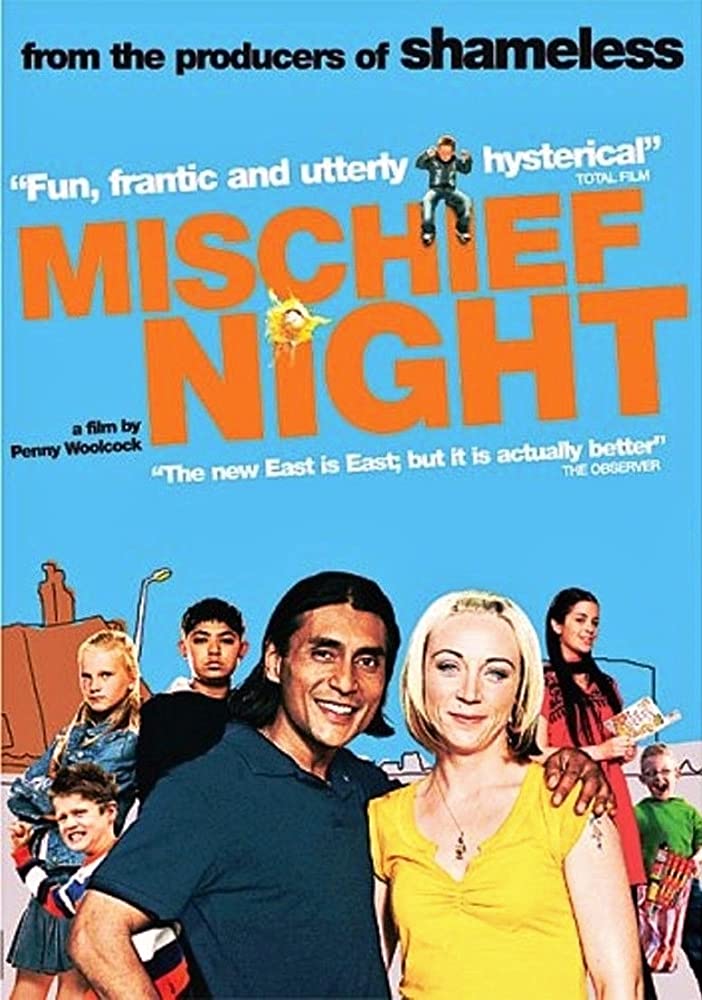 from the producers of shameless
“Fun, frantic and utterly hysterical”
TOTAL FILM
MISCHIEF
NIGHT
a film by
Penny Woolcock
“The new East is East; but it is actually better”
THE OBSERVER